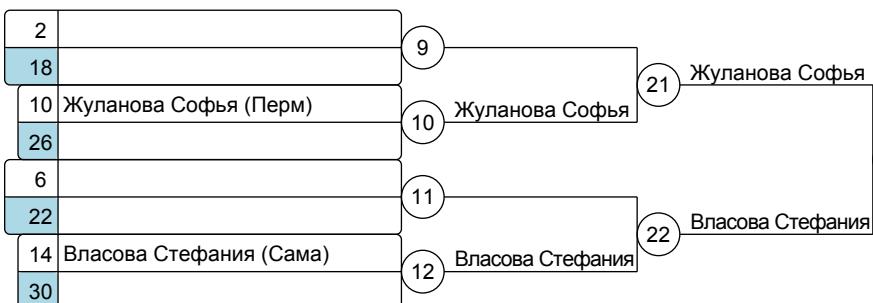 2
9
18
21 Жуланова Софья
10 Жуланова Софья (Перм)
10 Жуланова Софья
26
6
11
22
22 Власова Стефания
14 Власова Стефания (Сама)
12 Власова Стефания
30